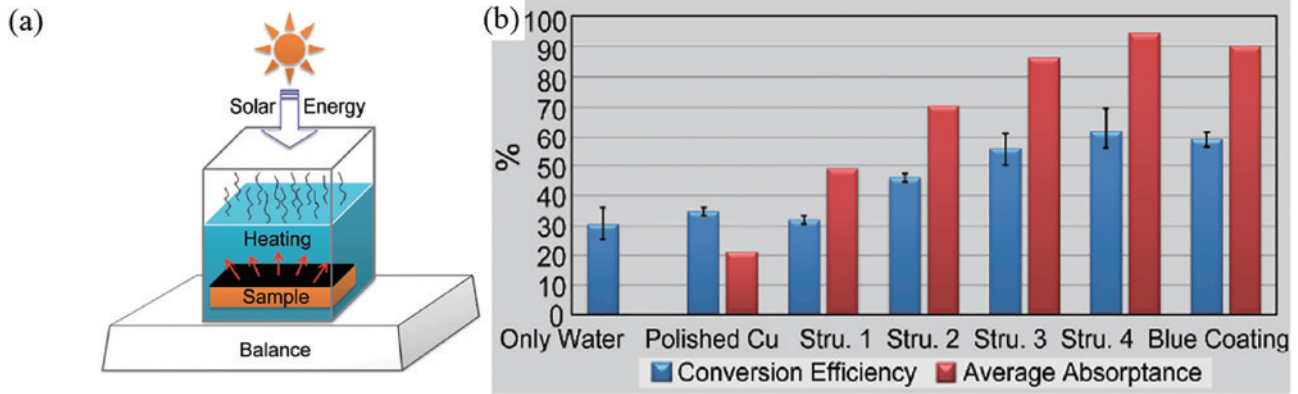 (a)
Solar Energy
Heating
Sample
Balance
(b)
%
100
90
80
70
60
50
40
30
20
10
0
Only Water Polished Cu Stru. 1 Stru. 2 Stru. 3 Stru. 4 Blue Coating
Conversion Efficiency Average Absorptance